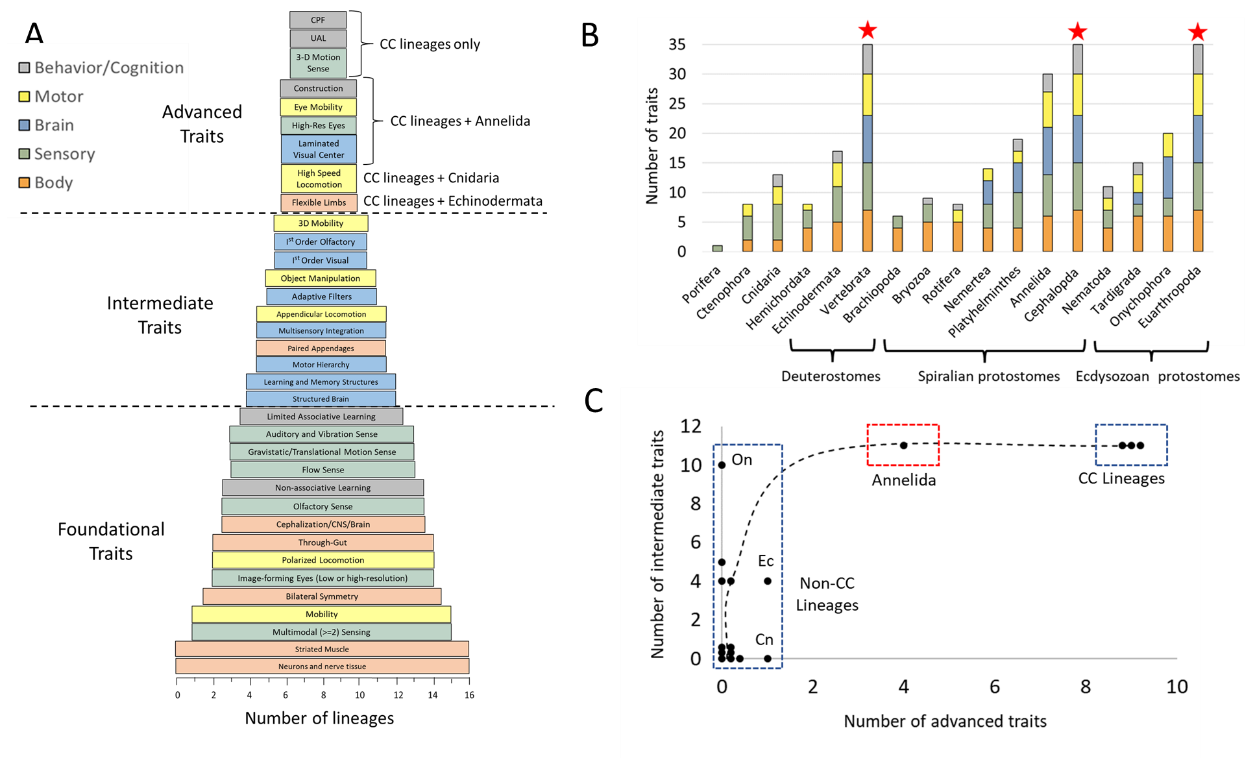 A
Behavior/Cognition
Motor
Brain
Sensory
Body
Advanced
Traits
Intermediate
Traits
Foundational
Traits
CPF
UAL
3-D Motion
Sense
Construction
Eye Mobility
High-Res Eyes
Laminated
Visual Center
High Speed
Locomotion
Flexible Limbs
CC lineages only
CC lineages + Annelida
CC lineages + Cnidaria
CC lineages + Echinodermata
3D Mobility
1st Order Olfactory
1st Order Visual
Object Manipulation
Adaptive Filters
Appendicular Locomotion
Multisensory Integration
Paired Appendages
Motor Hierarchy
Learning and Memory Structures
Structured Brain
Limited Associative Learning
Auditory and Vibration Sense
Gravistatic/Translational Motion Sense
Flow Sense
Non-associative Learning
Olfactory Sense
Cephalization/CNS/Brain
Through-Gut
Polarized Locomotion
Image-forming Eyes (Low or high-resolution)
Bilateral Symmetry
Mobility
Multimodal (>=2) Sensing
Striated Muscle
Neurons and nerve tissue
0 2 4 6 8 10 12 14 16
Number of lineages
B
Number of traits
35
30
25
20
15
10
5
0
Porifera
Ctenophora
Cnidaria
Hemichordata
Echinodermata
Vertebrata
Brachiopoda
Bryozoa
Rotifera
Nemertea
Platyhelminthes
Annelida
Cephalopda
Nematoda
Tardigrada
Onychophora
Euarthropoda
Deuterostomes
Spiralian protostomes
Ecdysozoan protostomes
C
Number of intermediate traits
12
10
8
6
4
2
0
On
Ec
Cn
Non-CC
Lineages
Annelida
CC Lineages
0 2 4 6 8 10
Number of advanced traits